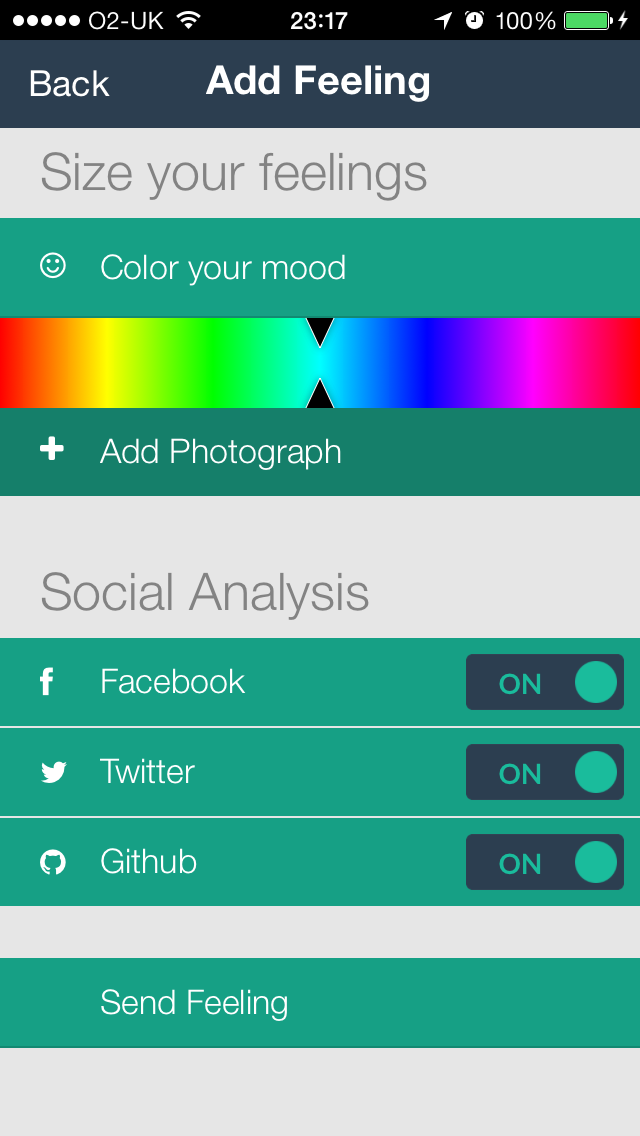 O2-UK 23:17 100%
Back Add Feeling
Size your feelings
Color your mood
Add Photograph
Social Analysis
Facebook ON
Twitter ON
Github ON
Send Feeling